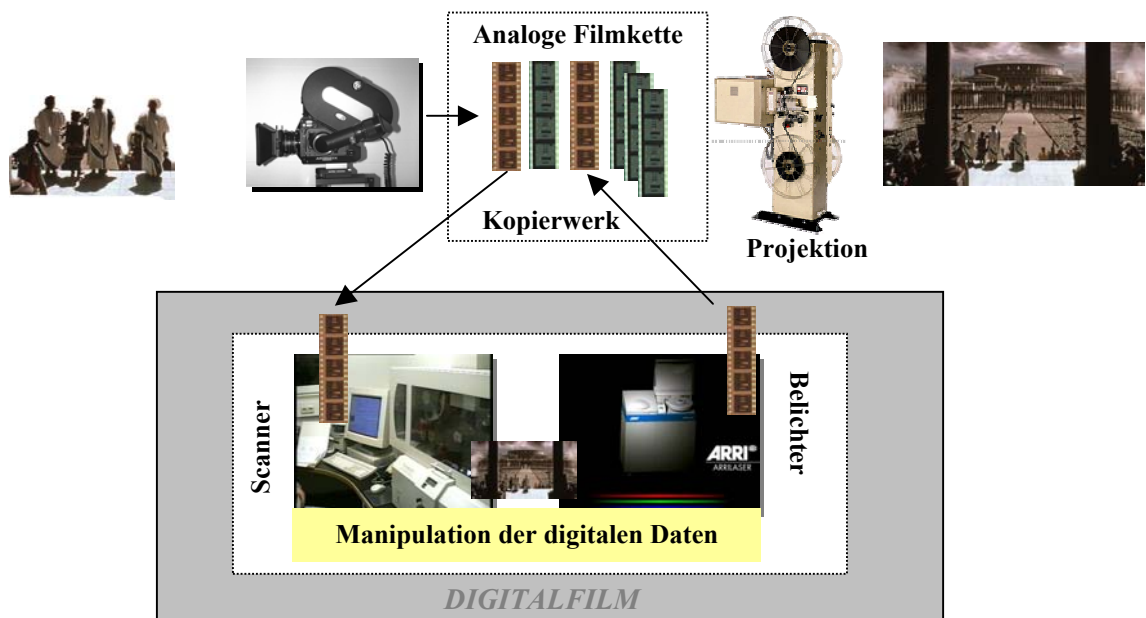 Analoge Filmkette
Kopierwerk
Projektion
Scanner
Belichter
ARRI®
ARRILASER
Manipulation der digitalen Daten
DIGITALFILM